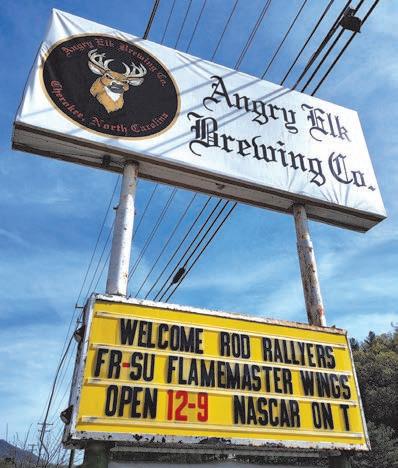 Angry Elk Brewing Co.
Cherokee, North Carolina
Angry Elk
Brewing Co.
WELCOME ROD RALLYERS
FR-SU FLAMEMASTER WINGS
OPEN 12-9 NASCAR ON T